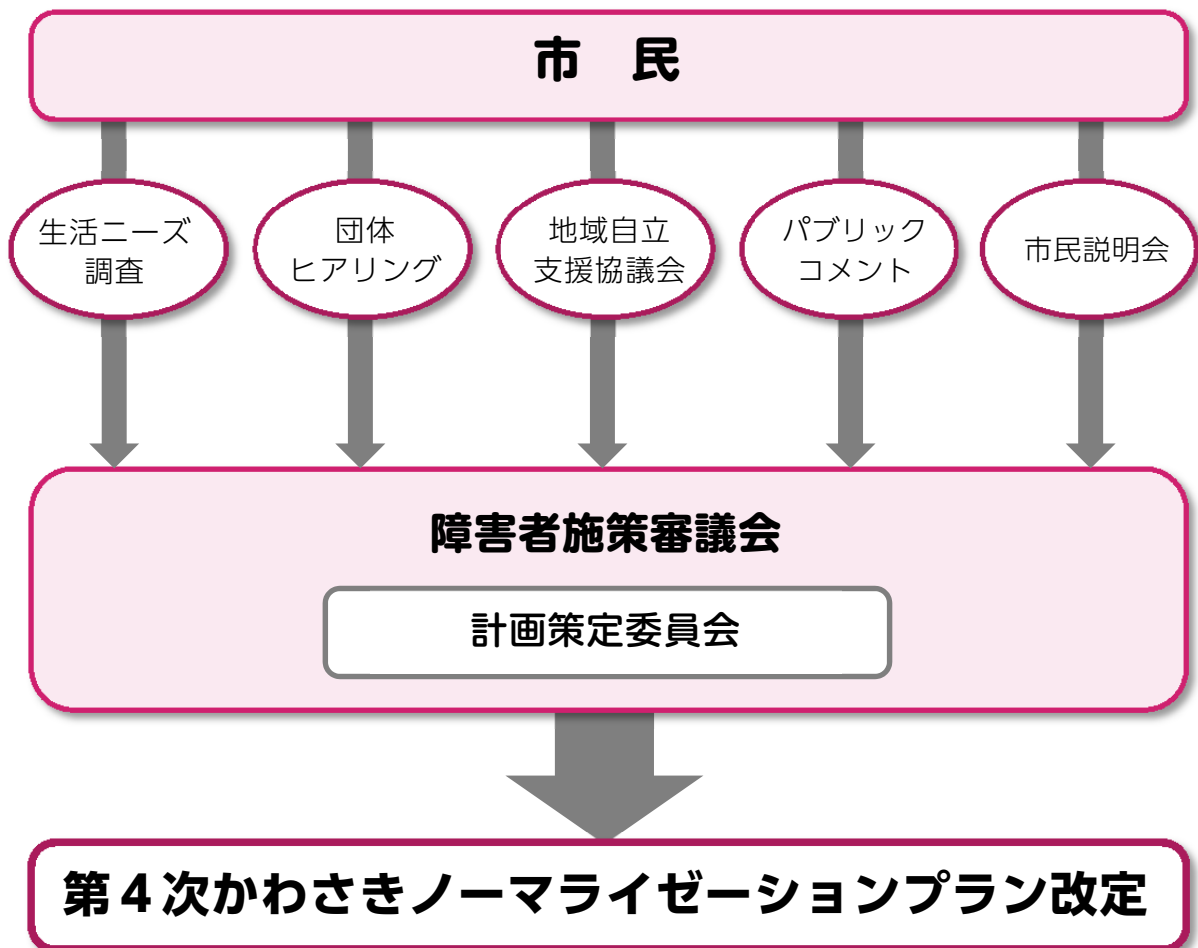 市　民
生活ニーズ
調査
団体
ヒアリング
地域自立
支援協議会
パブリック
コメント
市民説明会
障害者施策審議会
計画策定委員会
第４次かわさきノーマライゼーションプラン改定